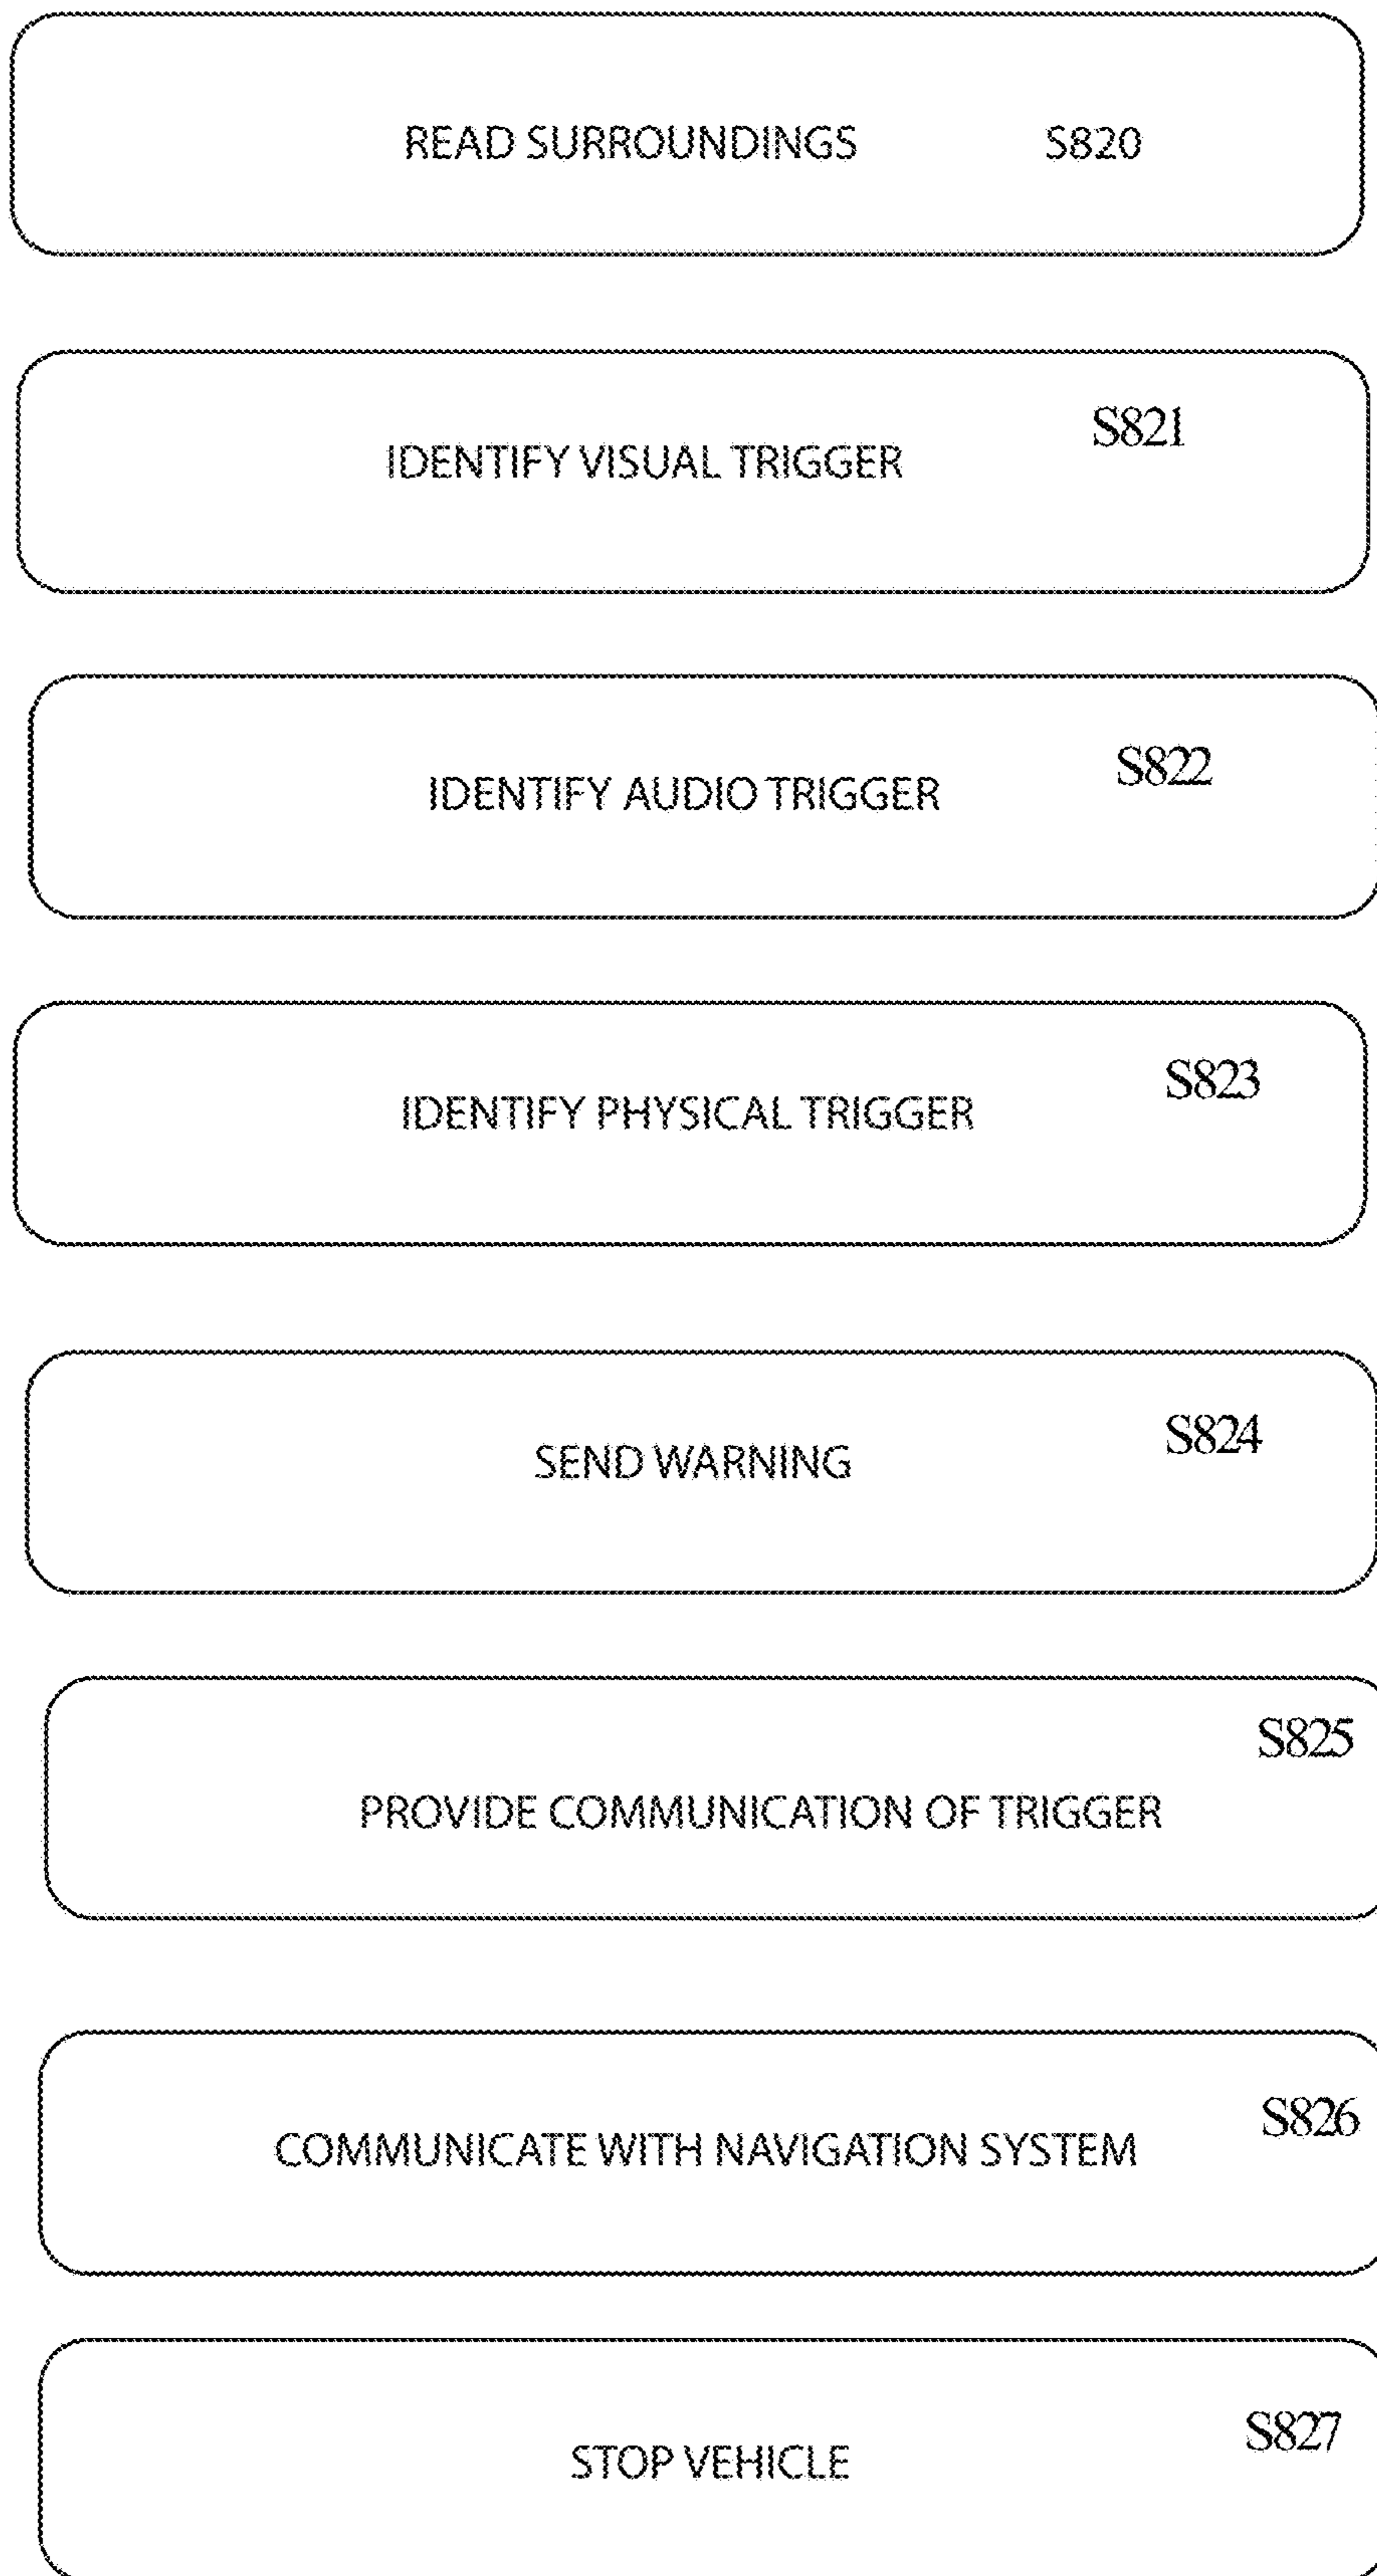 READ SURROUNDINGS S820
IDENTIFY VISUAL TRIGGER S821
IDENTIFY AUDIO TRIGGER S822
IDENTIFY PHYSICAL TRIGGER S823
SEND WARNING S824
PROVIDE COMMUNICATION OF TRIGGER S825
COMMUNICATE WITH NAVIGATION SYSTEM S826
STOP VEHICLE S827